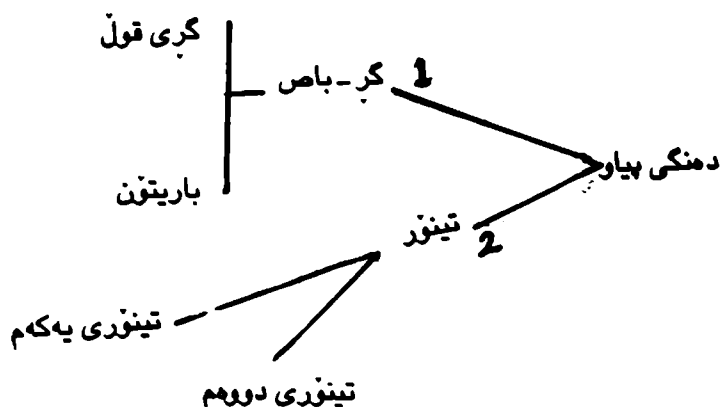 گڕی قوڵ
گڕ - باص 1
دەنگی پیاو
باریتۆن
تینۆر 2
تینۆری یەکەم
تینۆری دووەم